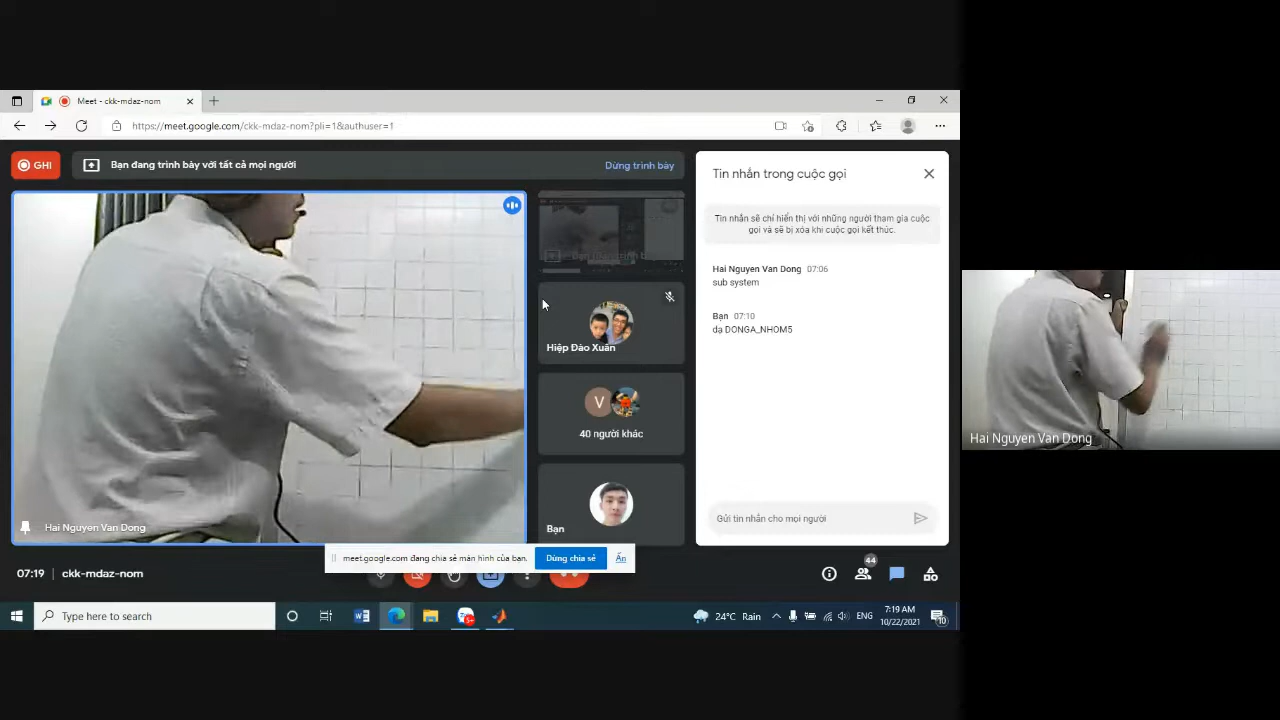 Meet - ckk-mdaz-nom
https://meet.google.com/ckk-mdaz-nom?pli=1&authuser=1
GHI
Bạn đang trình bày với tất cả mọi người
Dừng trình bày
Tin nhắn trong cuộc gọi
Tin nhắn sẽ chỉ hiển thị với những người tham gia cuộc
gọi và sẽ bị xóa khi cuộc gọi kết thúc.
Hai Nguyen Van Dong 07:06
sub system
Bạn 07:10
dạ DONGA_NHOM5
Hiệp Đào Xuân
V
40 người khác
Bạn
Hai Nguyen Van Dong
Gửi tin nhắn cho mọi người
meet.google.com đang chia sẻ màn hình của bạn.
Dừng chia sẻ
Ẩn
07:19 | ckk-mdaz-nom
44
Type here to search
24°C Rain
ENG
7:19 AM
10/22/2021
10
Hai Nguyen Van Dong